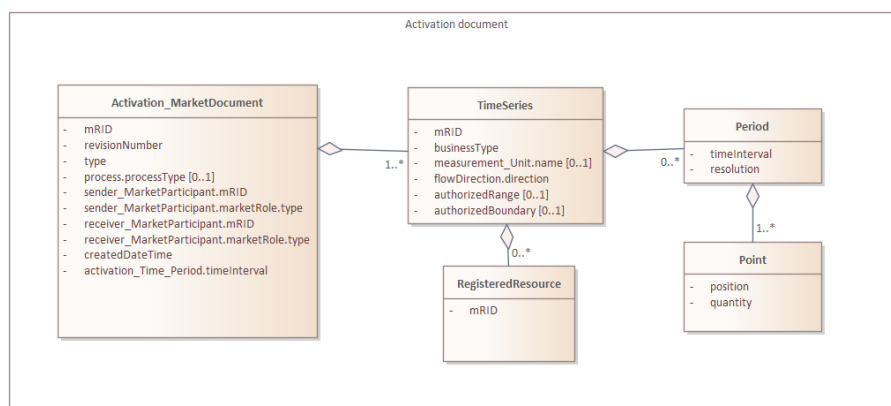 Activation document
Activation_MarketDocument
- mRID
- revisionNumber
- type
- process.processType [0..1]
- sender_MarketParticipant.mRID
- sender_MarketParticipant.marketRole.type
- receiver_MarketParticipant.mRID
- receiver_MarketParticipant.marketRole.type
- createdDateTime
- activation_Time_Period.timeInterval
1..*
TimeSeries
- mRID
- businessType
- measurement_Unit.name [0..1]
- flowDirection.direction
- authorizedRange [0..1]
- authorizedBoundary [0..1]
0..*
Period
- timeInterval
- resolution
0..*
RegisteredResource
- mRID
1..*
Point
- position
- quantity